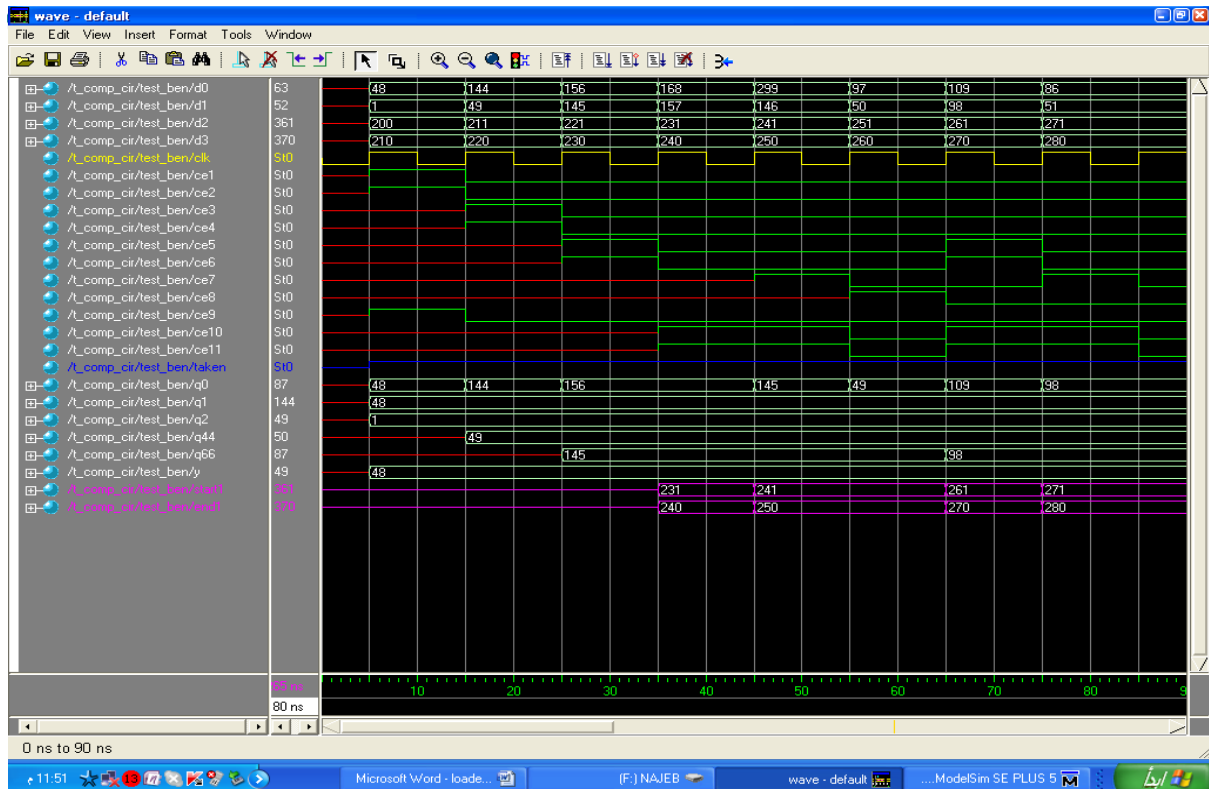 wave - default
File Edit View Insert Format Tools Window
/t_comp_cir/test_ben/d0 63 48 144 156 168 299 97 109 86
/t_comp_cir/test_ben/d1 52 1 49 145 157 146 50 98 51
/t_comp_cir/test_ben/d2 361 200 211 221 231 241 251 261 271
/t_comp_cir/test_ben/d3 370 210 220 230 240 250 260 270 280
/t_comp_cir/test_ben/clk St0
/t_comp_cir/test_ben/ce1 St0
/t_comp_cir/test_ben/ce2 St0
/t_comp_cir/test_ben/ce3 St0
/t_comp_cir/test_ben/ce4 St0
/t_comp_cir/test_ben/ce5 St0
/t_comp_cir/test_ben/ce6 St0
/t_comp_cir/test_ben/ce7 St0
/t_comp_cir/test_ben/ce8 St0
/t_comp_cir/test_ben/ce9 St0
/t_comp_cir/test_ben/ce10 St0
/t_comp_cir/test_ben/ce11 St0
/t_comp_cir/test_ben/taken St0
/t_comp_cir/test_ben/q0 87 48 144 156 145 49 109 98
/t_comp_cir/test_ben/q1 144 48
/t_comp_cir/test_ben/q2 49 1
/t_comp_cir/test_ben/q44 50 49
/t_comp_cir/test_ben/q66 87 145 98
/t_comp_cir/test_ben/y 49 48
/t_comp_cir/test_ben/start1 361 231 241 261 271
/t_comp_cir/test_ben/end1 370 240 250 270 280
10 20 30 40 50 60 70 80 9
80 ns
0 ns to 90 ns
11:51 م 13 Microsoft Word - loade... (F:) NAJEB wave - default ....ModelSim SE PLUS 5 ابدأ